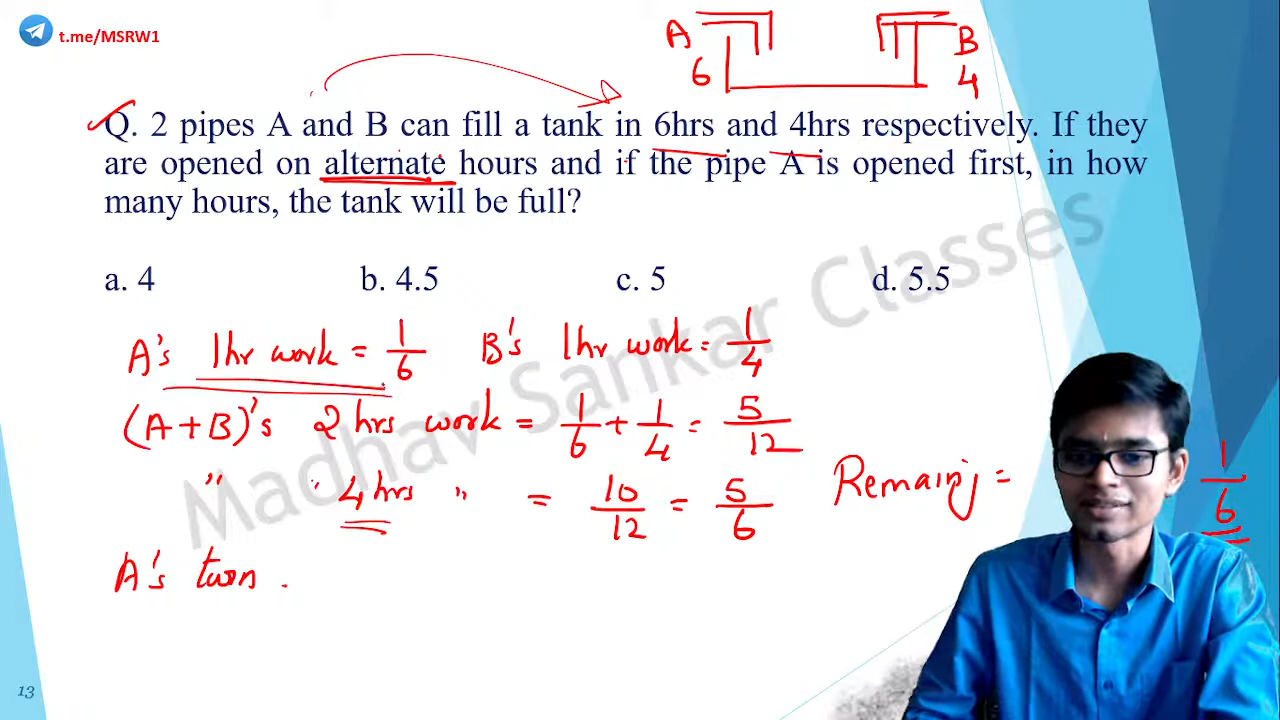 t.me/MSRW1
A B
6 4
Q. 2 pipes A and B can fill a tank in 6hrs and 4hrs respectively. If they
are opened on alternate hours and if the pipe A is opened first, in how
many hours, the tank will be full?
a. 4 b. 4.5 c. 5 d. 5.5
A's 1hr work = 1/6 B's 1hr work = 1/4
(A+B)'s 2 hrs work = 1/6 + 1/4 = 5/12
" " 4 hrs " = 10/12 = 5/6 Remaining = 1/6
A's turn .
Madhav Sankar Classes
13